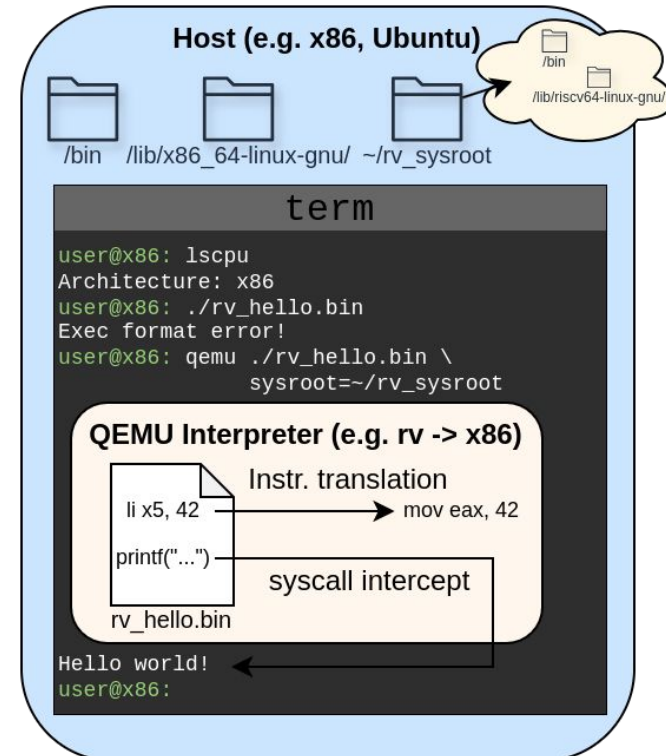 Host (e.g. x86, Ubuntu)
/bin
/lib/riscv64-linux-gnu/
/bin /lib/x86_64-linux-gnu/ ~/rv_sysroot
term
user@x86: lscpu
Architecture: x86
user@x86: ./rv_hello.bin
Exec format error!
user@x86: qemu ./rv_hello.bin \
sysroot=~/rv_sysroot
QEMU Interpreter (e.g. rv -> x86)
Instr. translation
li x5, 42 mov eax, 42
printf("...")
syscall intercept
rv_hello.bin
Hello world!
user@x86: